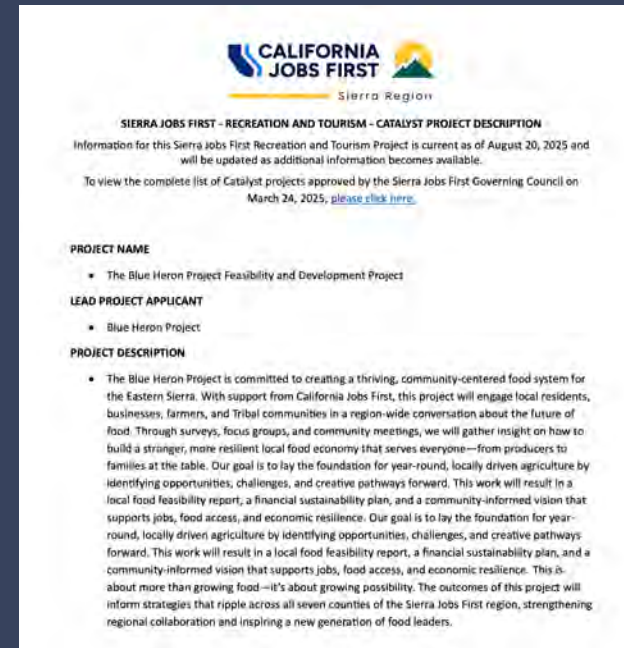 CALIFORNIA
JOBS FIRST
Sierra Region
SIERRA JOBS FIRST - RECREATION AND TOURISM - CATALYST PROJECT DESCRIPTION
Information for this Sierra Jobs First Recreation and Tourism Project is current as of August 20, 2025 and
will be updated as additional information becomes available.
To view the complete list of Catalyst projects approved by the Sierra Jobs First Governing Council on
March 24, 2025, please click here.
PROJECT NAME
• The Blue Heron Project Feasibility and Development Project
LEAD PROJECT APPLICANT
• Blue Heron Project
PROJECT DESCRIPTION
• The Blue Heron Project is committed to creating a thriving, community-centered food system for
the Eastern Sierra. With support from California Jobs First, this project will engage local residents,
businesses, farmers, and Tribal communities in a region-wide conversation about the future of
food. Through surveys, focus groups, and community meetings, we will gather insight on how to
build a stronger, more resilient local food economy that serves everyone—from producers to
families at the table. Our goal is to lay the foundation for year-round, locally driven agriculture by
identifying opportunities, challenges, and creative pathways forward. This work will result in a
local food feasibility report, a financial sustainability plan, and a community-informed vision that
supports jobs, food access, and economic resilience. Our goal is to lay the foundation for year-
round, locally driven agriculture by identifying opportunities, challenges, and creative pathways
forward. This work will result in a local food feasibility report, a financial sustainability plan, and a
community-informed vision that supports jobs, food access, and economic resilience. This is
about more than growing food—it's about growing possibility. The outcomes of this project will
inform strategies that ripple across all seven counties of the Sierra Jobs First region, strengthening
regional collaboration and inspiring a new generation of food leaders.